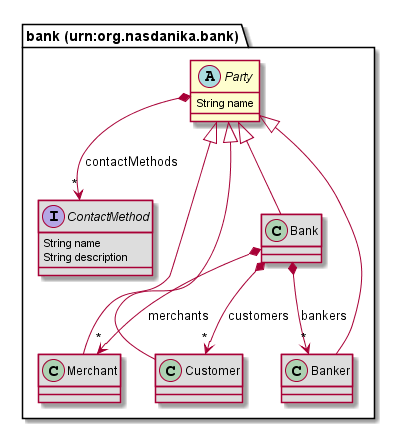 bank (urn:org.nasdanika.bank)
A Party
String name
contactMethods
*
I ContactMethod
String name
String description
C Bank
merchants
customers
bankers
*
*
*
C Merchant
C Customer
C Banker